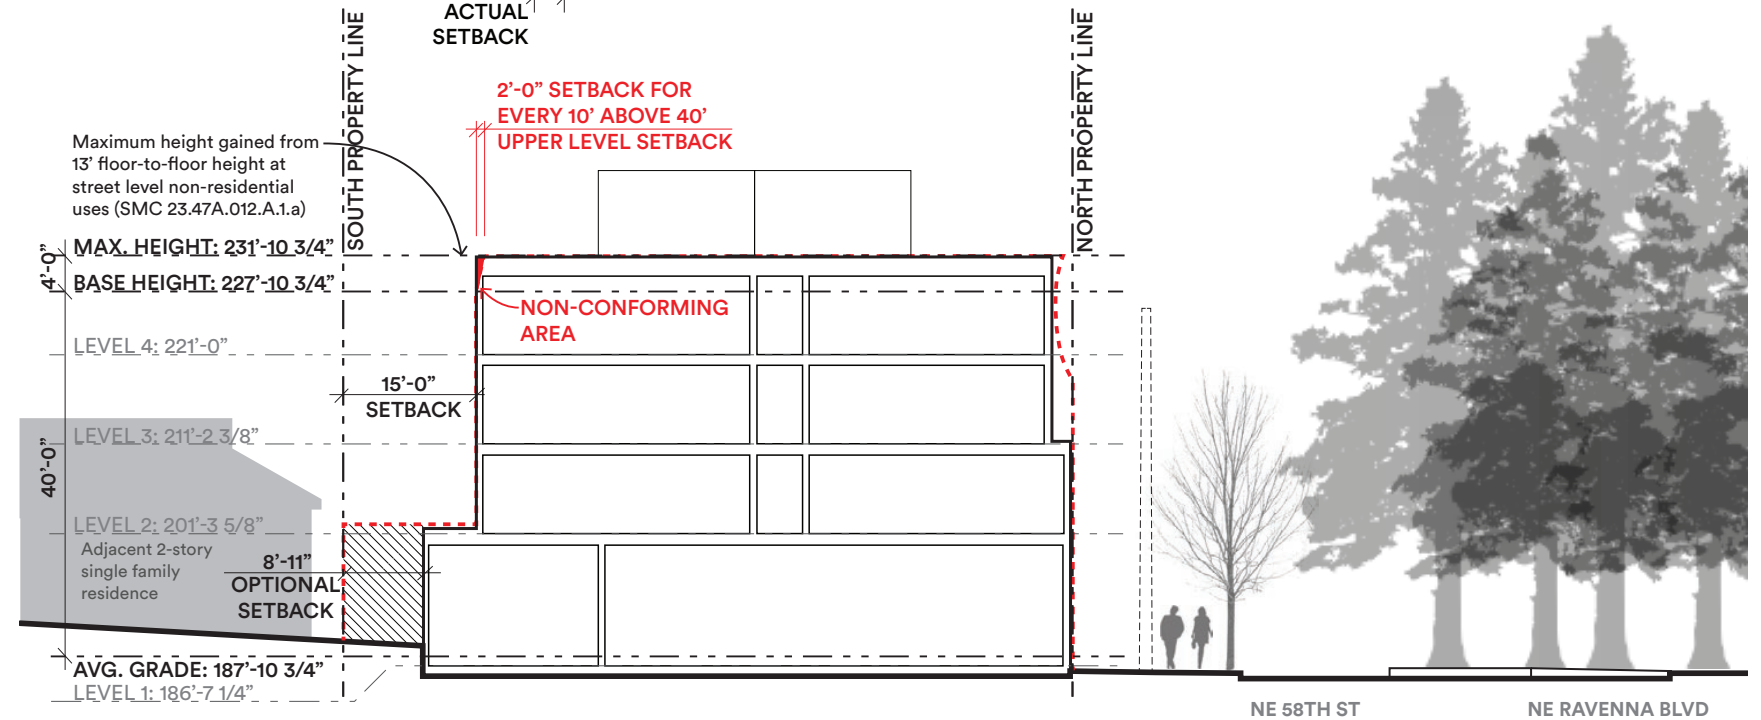 ACTUAL
SETBACK
SOUTH PROPERTY LINE
NORTH PROPERTY LINE
2'-0" SETBACK FOR
EVERY 10' ABOVE 40'
UPPER LEVEL SETBACK
Maximum height gained from
13' floor-to-floor height at
street level non-residential
uses (SMC 23.47A.012.A.1.a)
MAX. HEIGHT: 231'-10 3/4"
4'-0"
BASE HEIGHT: 227'-10 3/4"
NON-CONFORMING
AREA
LEVEL 4: 221'-0"
15'-0"
SETBACK
LEVEL 3: 211'-2 3/8"
40'-0"
LEVEL 2: 201'-3 5/8"
Adjacent 2-story
single family
residence
8'-11"
OPTIONAL
SETBACK
AVG. GRADE: 187'-10 3/4"
LEVEL 1: 186'-7 1/4"
NE 58TH ST
NE RAVENNA BLVD